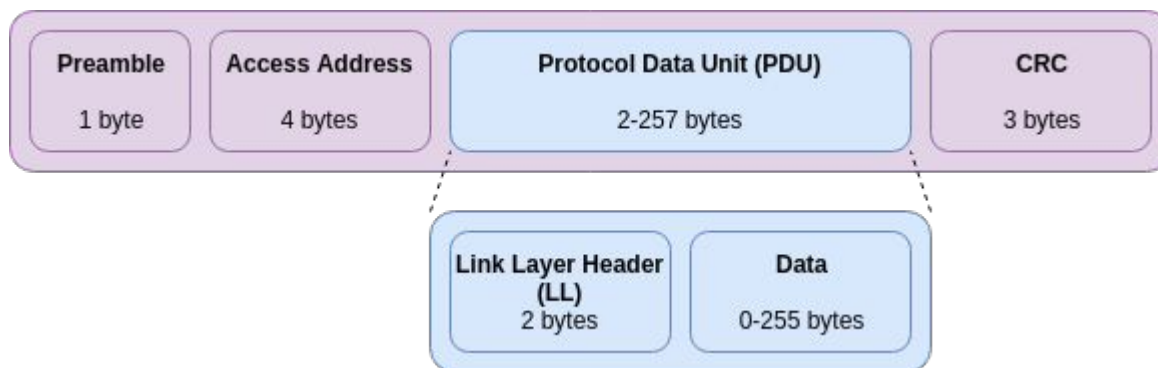 Preamble
1 byte
Access Address
4 bytes
Protocol Data Unit (PDU)
2-257 bytes
CRC
3 bytes
Link Layer Header
(LL)
2 bytes
Data
0-255 bytes